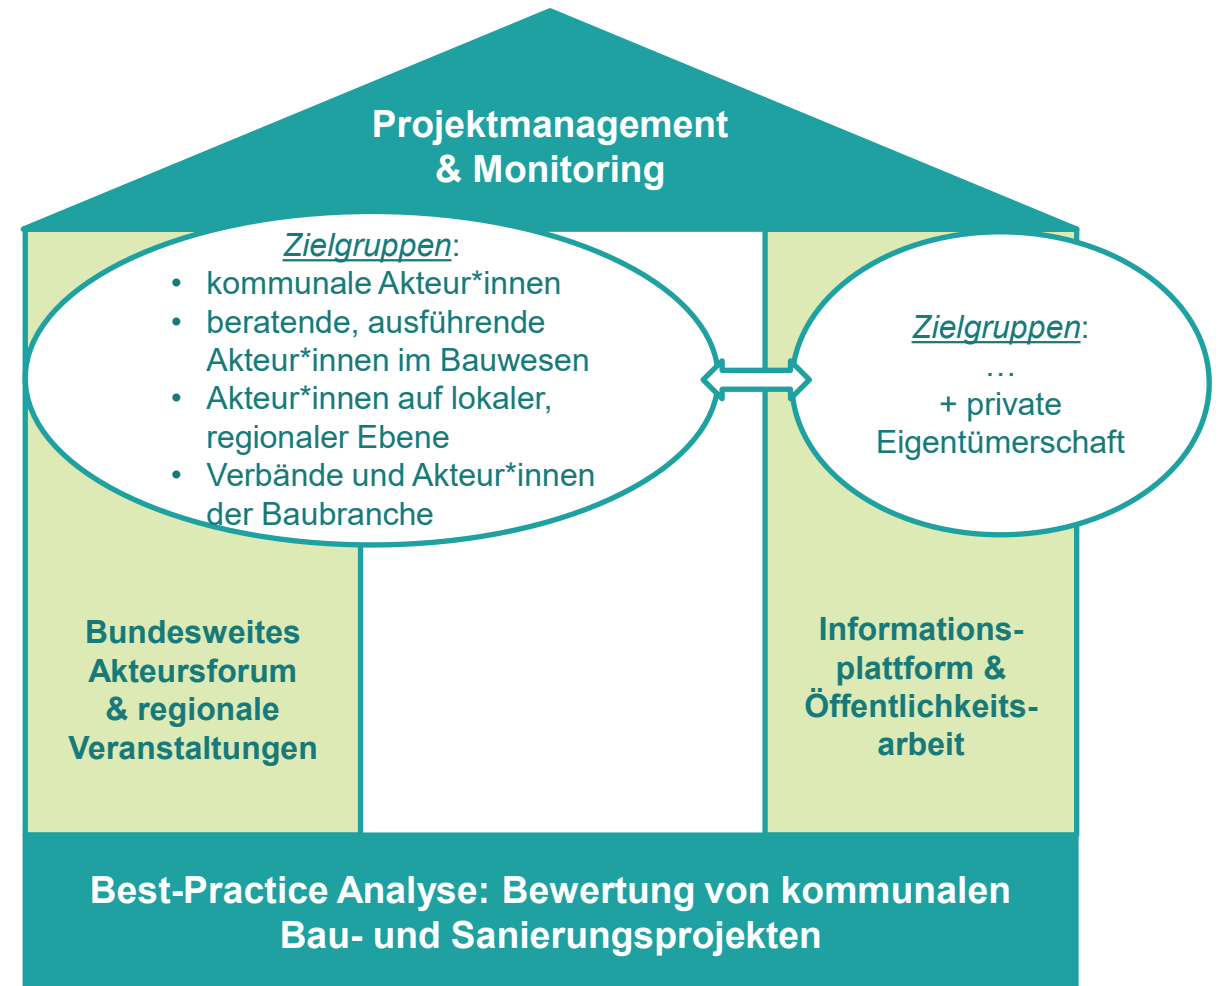 Projektmanagement
& Monitoring
Zielgruppen:
• kommunale Akteur*innen
• beratende, ausführende
Akteur*innen im Bauwesen
• Akteur*innen auf lokaler,
regionaler Ebene
• Verbände und Akteur*innen
der Baubranche
Zielgruppen:
…
+ private
Eigentümerschaft
Bundesweites
Akteursforum
& regionale
Veranstaltungen
Informations-
plattform &
Öffentlichkeits-
arbeit
Best-Practice Analyse: Bewertung von kommunalen
Bau- und Sanierungsprojekten